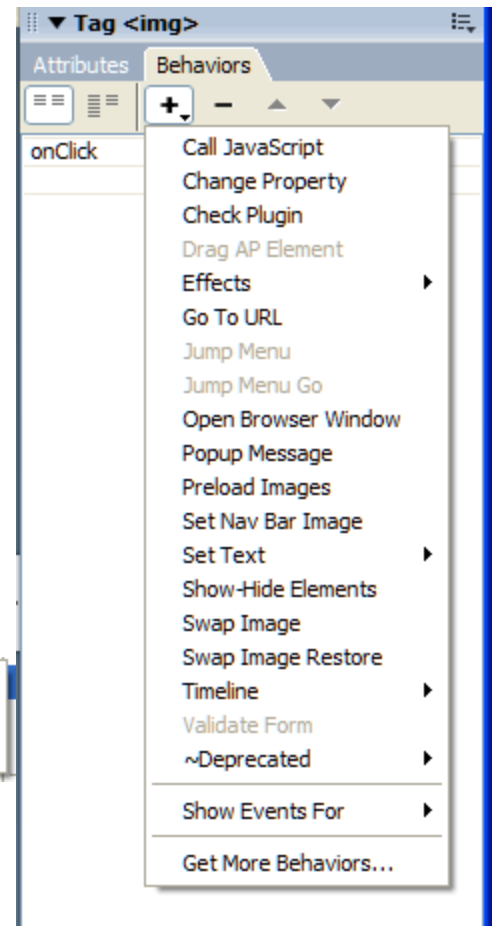 Tag <img>
Attributes Behaviors
onClick
Call JavaScript
Change Property
Check Plugin
Drag AP Element
Effects
Go To URL
Jump Menu
Jump Menu Go
Open Browser Window
Popup Message
Preload Images
Set Nav Bar Image
Set Text
Show-Hide Elements
Swap Image
Swap Image Restore
Timeline
Validate Form
~Deprecated
Show Events For
Get More Behaviors...